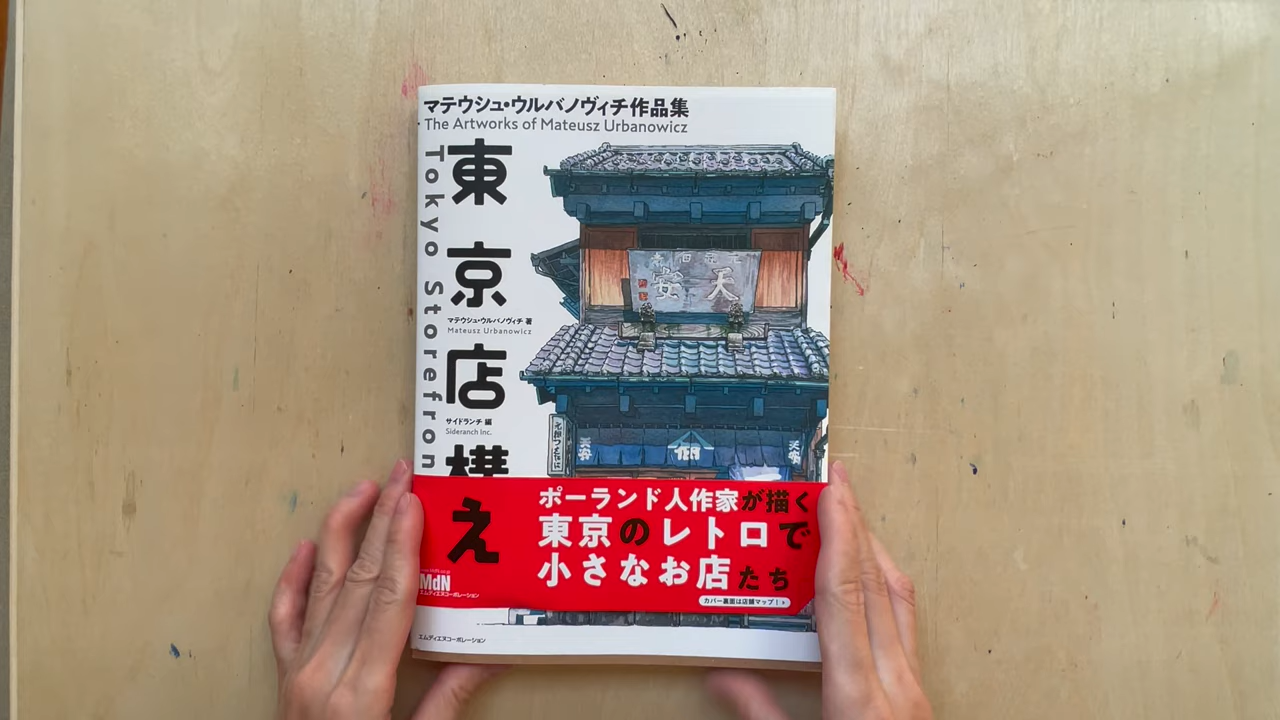 マテウシュ・ウルバノヴィチ作品集
The Artworks of Mateusz Urbanowicz
東京店構え
Tokyo Storefron
マテウシュ・ウルバノヴィチ 著
Mateusz Urbanowicz
サイドランチ 編
Sideranch Inc.
天安
天安
天安
ポーランド人作家が描く
東京のレトロで
小さなお店たち
カバー裏面は店舗マップ!
MdN
エムディエヌコーポレーション
エムディエヌコーポレーション